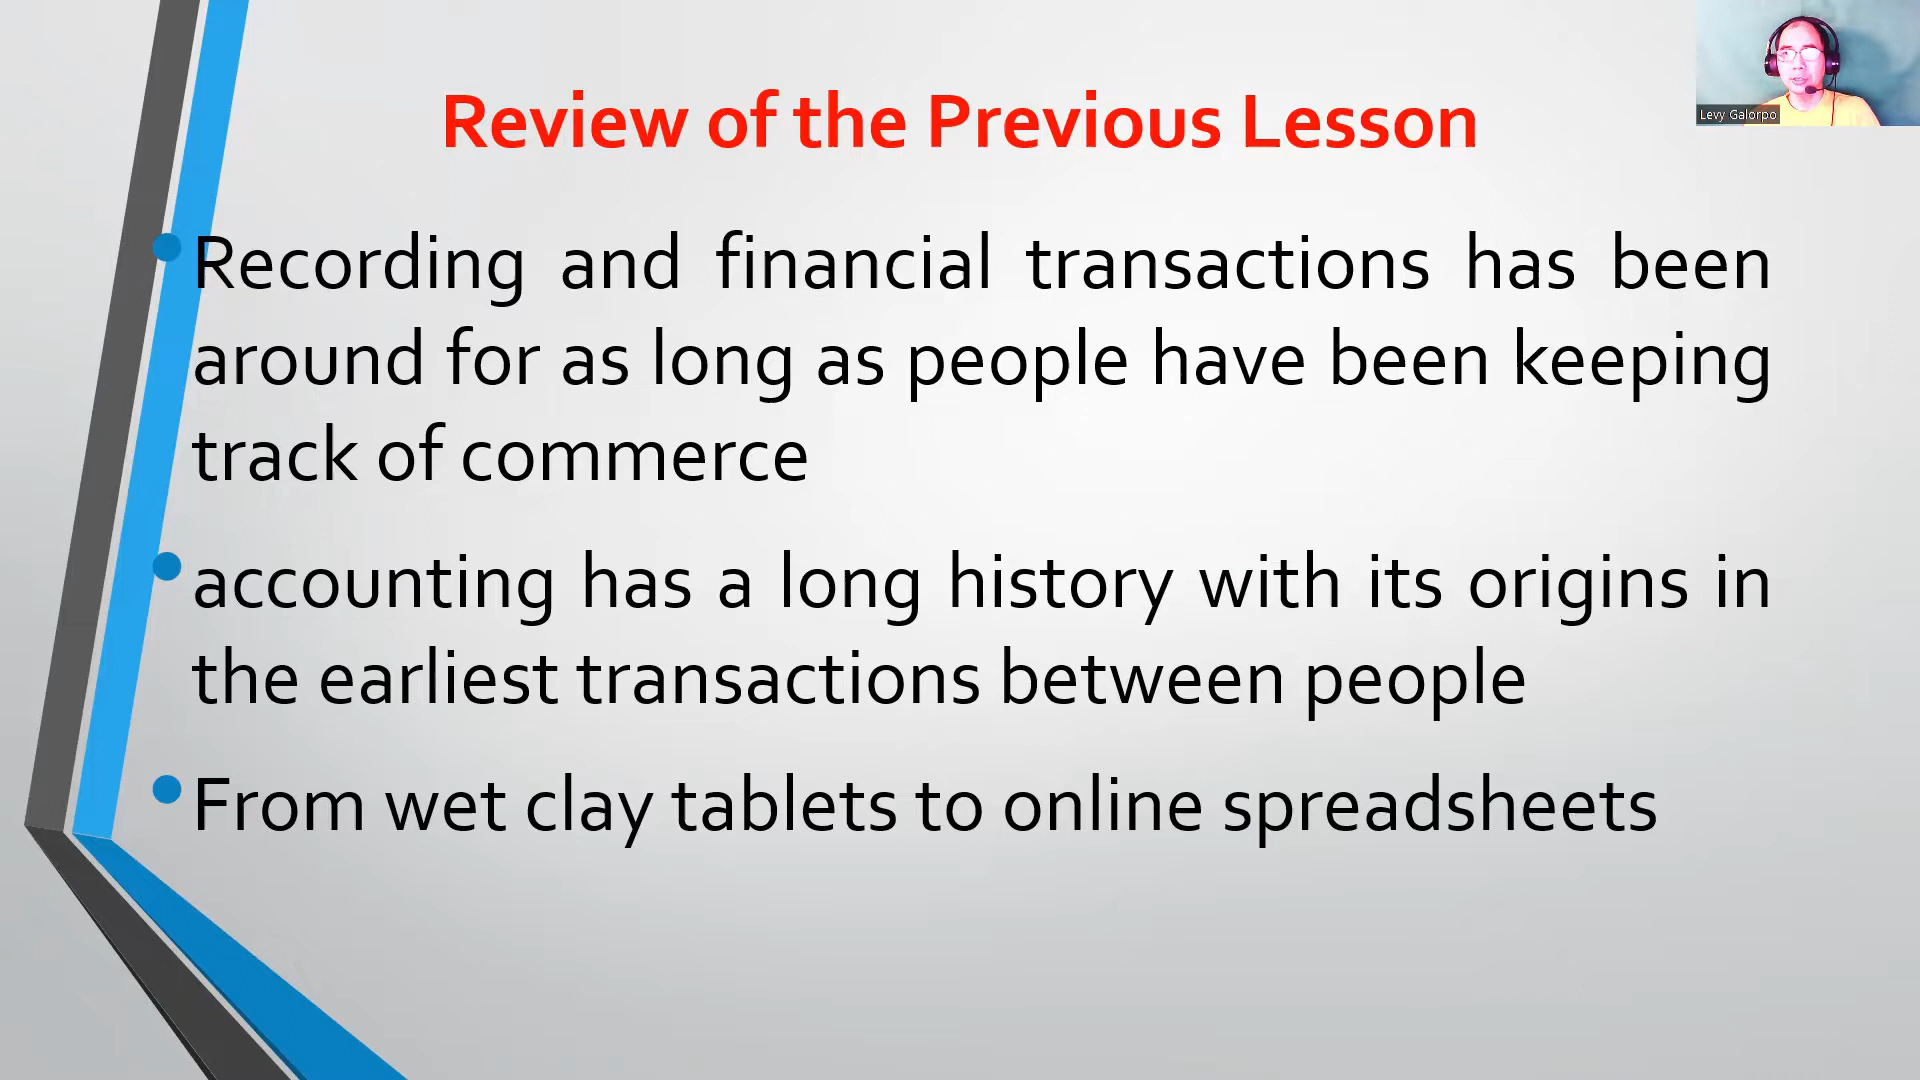 Levy Galorpo
Review of the Previous Lesson
• Recording and financial transactions has been
around for as long as people have been keeping
track of commerce
• accounting has a long history with its origins in
the earliest transactions between people
• From wet clay tablets to online spreadsheets